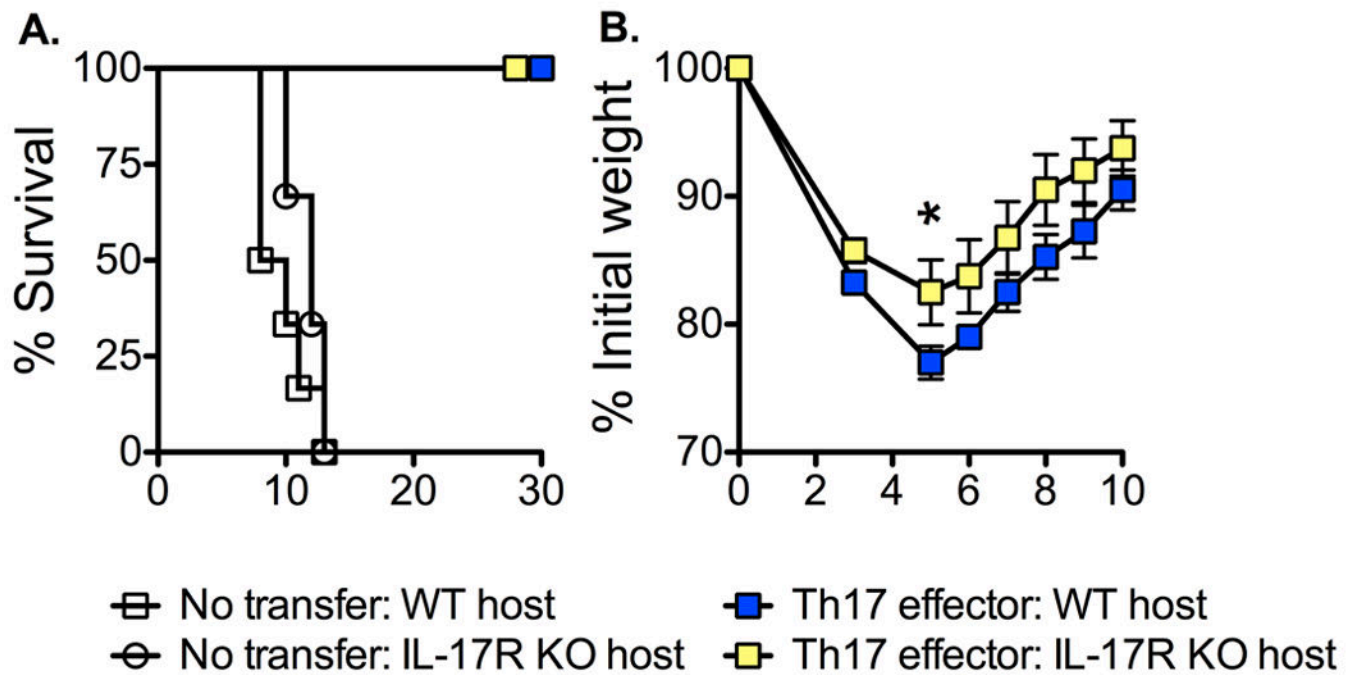 A.
% Survival
100
75
50
25
0
0 10 20 30
B.
% Initial weight
100
90
80
70
*
0 2 4 6 8 10
No transfer: WT host
No transfer: IL-17R KO host
Th17 effector: WT host
Th17 effector: IL-17R KO host